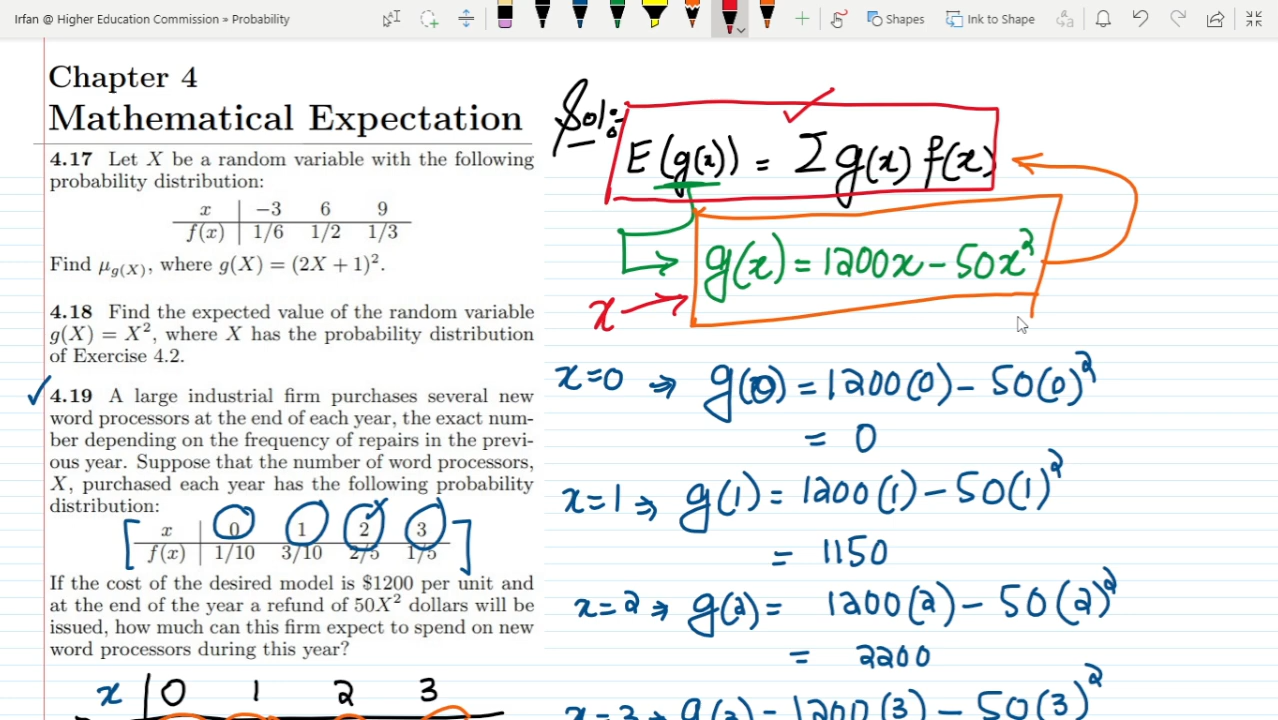 Irfan @ Higher Education Commission » Probability
Shapes
Ink to Shape
Chapter 4
Mathematical Expectation
4.17 Let X be a random variable with the following
probability distribution:
x | −3 6 9
f(x) | 1/6 1/2 1/3
Find μg(X), where g(X) = (2X + 1)².
4.18 Find the expected value of the random variable
g(X) = X², where X has the probability distribution
of Exercise 4.2.
4.19 A large industrial firm purchases several new
word processors at the end of each year, the exact num-
ber depending on the frequency of repairs in the previ-
ous year. Suppose that the number of word processors,
X, purchased each year has the following probability
distribution:
x | 0 1 2 3
f(x) | 1/10 3/10 2/5 1/5
If the cost of the desired model is $1200 per unit and
at the end of the year a refund of 50X² dollars will be
issued, how much can this firm expect to spend on new
word processors during this year?
x | 0 1 2 3
Sol:
E(g(x)) = Σ g(x) f(x)
g(x) = 1200x − 50x²
x
x=0 ⇒ g(0) = 1200(0) − 50(0)²
= 0
x=1 ⇒ g(1) = 1200(1) − 50(1)²
= 1150
x=2 ⇒ g(2) = 1200(2) − 50(2)²
= 2200
x=3 ⇒ g(3) = 1200(3) − 50(3)²